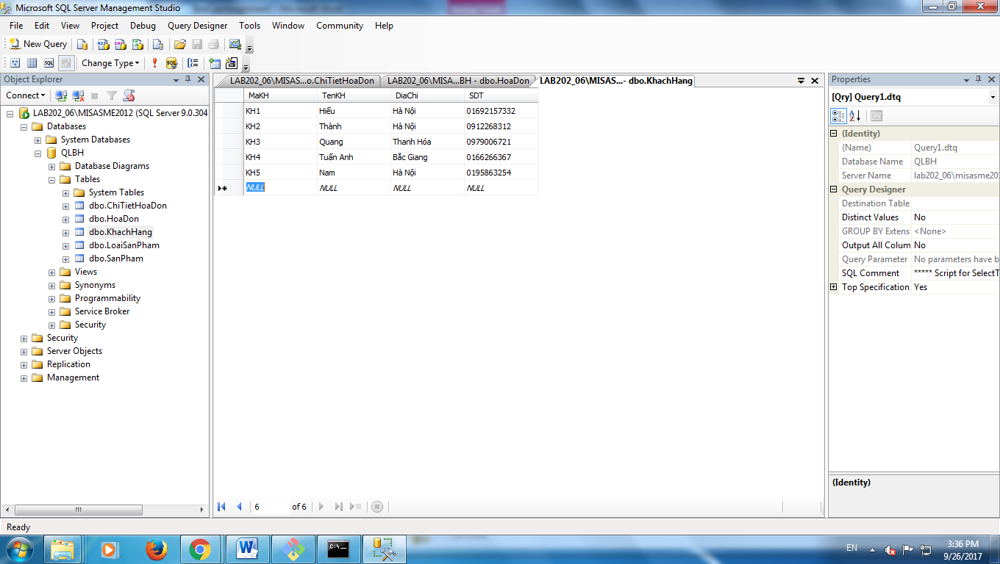 Microsoft SQL Server Management Studio
File Edit View Project Debug Query Designer Tools Window Community Help
New Query
Change Type
Object Explorer
Connect
LAB202_06\MISASME2012 (SQL Server 9.0.304
Databases
System Databases
QLBH
Database Diagrams
Tables
System Tables
dbo.ChiTietHoaDon
dbo.HoaDon
dbo.KhachHang
dbo.LoaiSanPham
dbo.SanPham
Views
Synonyms
Programmability
Service Broker
Security
Security
Server Objects
Replication
Management
LAB202_06\MISAS...o.ChiTietHoaDon LAB202_06\MISA...BH - dbo.HoaDon LAB202_06\MISAS...- dbo.KhachHang
MaKH TenKH DiaChi SDT
KH1 Hiếu Hà Nội 01692157332
KH2 Thành Hà Nội 0912268312
KH3 Quang Thanh Hóa 0979006721
KH4 Tuấn Anh Bắc Giang 0166266367
KH5 Nam Hà Nội 0195863254
NULL NULL NULL NULL
6 of 6
Properties
[Qry] Query1.dtq
(Identity)
(Name) Query1.dtq
Database Name QLBH
Server Name lab202_06\misasme20
Query Designer
Destination Table
Distinct Values No
GROUP BY Extens <None>
Output All Colum No
Query Parameter No parameters have b
SQL Comment ***** Script for SelectT
Top Specification Yes
(Identity)
Ready
EN
3:36 PM
9/26/2017